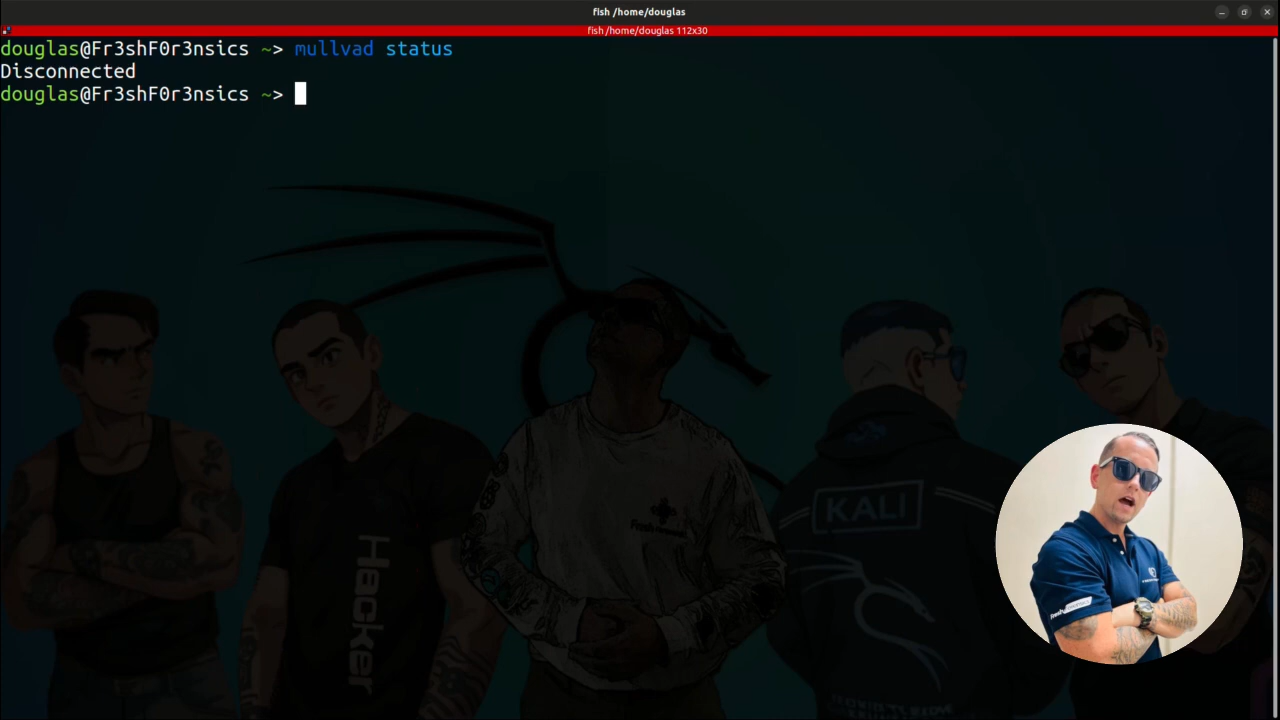 fish /home/douglas
fish /home/douglas 112x30
douglas@Fr3shF0r3nsics ~> mullvad status
Disconnected
douglas@Fr3shF0r3nsics ~>
Hacker
KALI